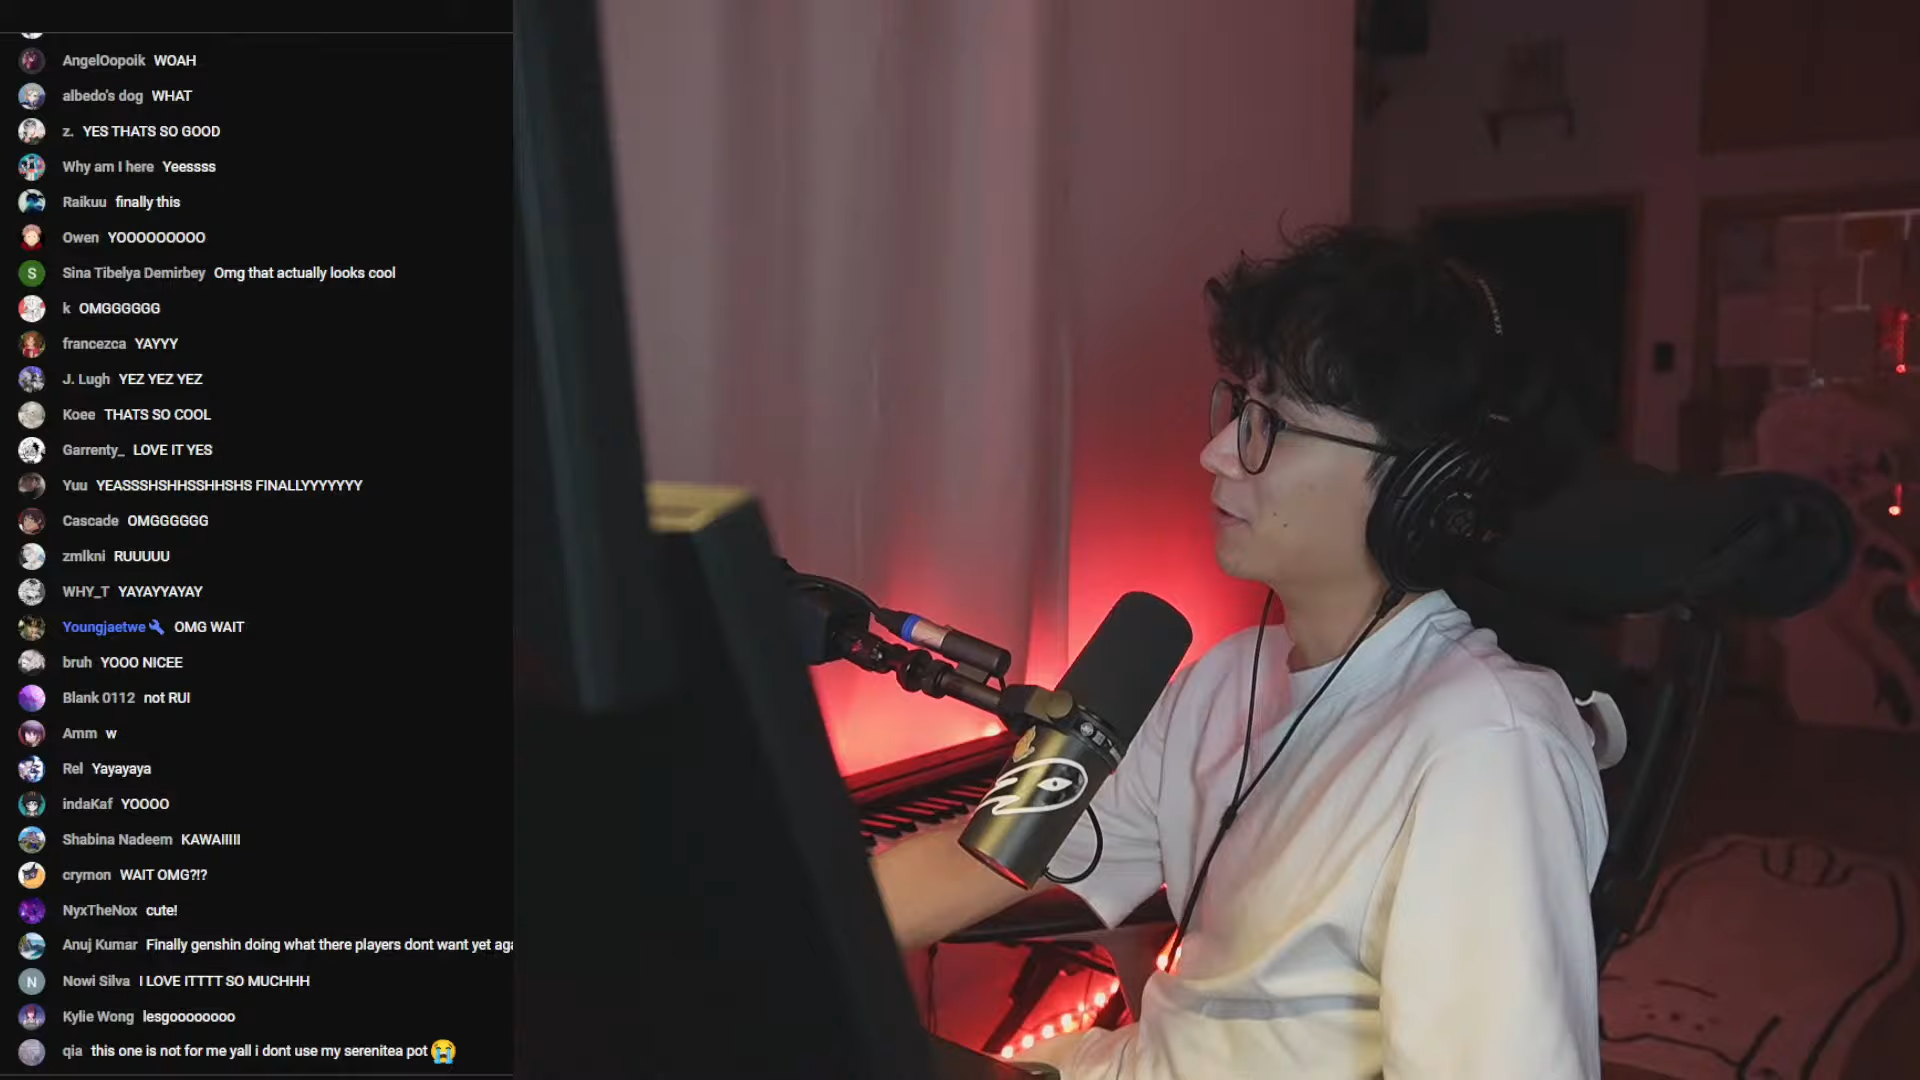 AngelOopoik WOAH
albedo's dog WHAT
z. YES THATS SO GOOD
Why am I here Yeessss
Raikuu finally this
Owen YOOOOOOOOO
S Sina Tibelya Demirbey Omg that actually looks cool
k OMGGGGGG
francezca YAYYY
J. Lugh YEZ YEZ YEZ
Koee THATS SO COOL
Garrenty_ LOVE IT YES
Yuu YEASSSHSHHSSHHSHS FINALLYYYYYYY
Cascade OMGGGGGG
zmlkni RUUUUU
WHY_T YAYAYYAYAY
Youngjaetwe OMG WAIT
bruh YOOO NICEE
Blank 0112 not RUI
Amm w
Rel Yayayaya
indaKaf YOOOO
Shabina Nadeem KAWAIIIII
crymon WAIT OMG?!?
NyxTheNox cute!
Anuj Kumar Finally genshin doing what there players dont want yet aga
N Nowi Silva I LOVE ITTTT SO MUCHHH
Kylie Wong lesgoooooooo
qia this one is not for me yall i dont use my serenitea pot 😭